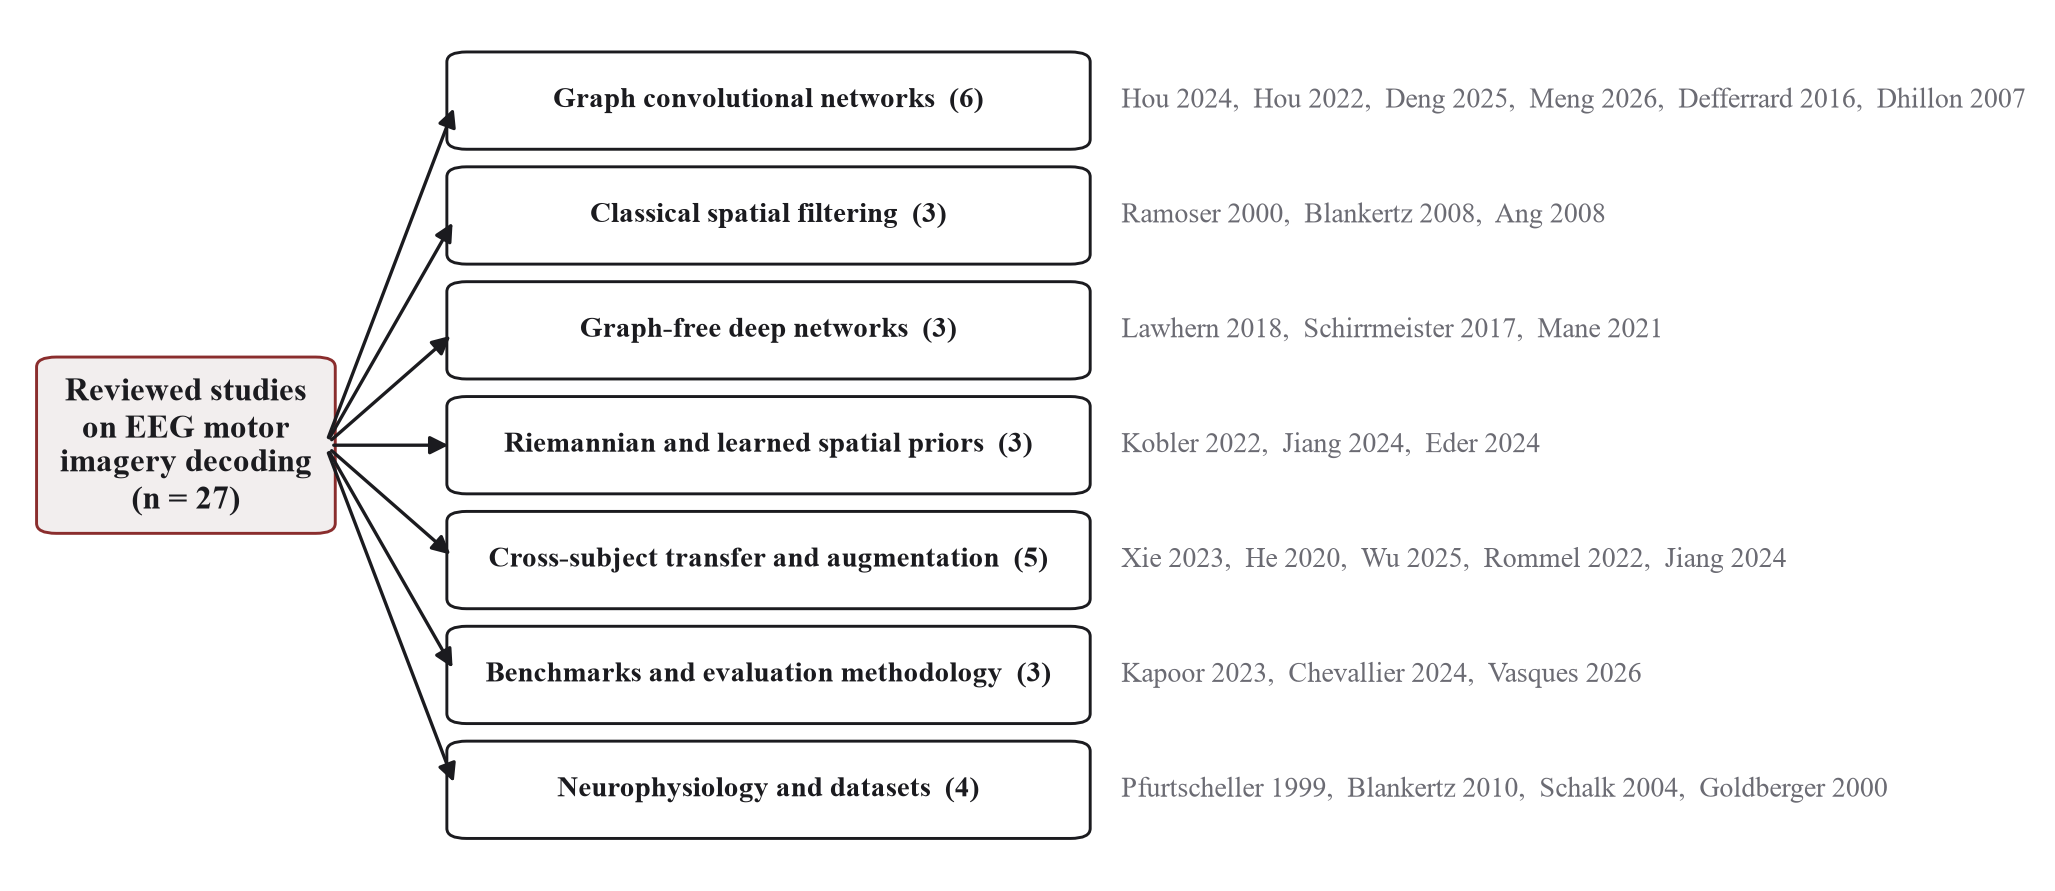 Graph convolutional networks (6)
Hou 2024, Hou 2022, Deng 2025, Meng 2026, Defferrard 2016, Dhillon 2007
Classical spatial filtering (3)
Ramoser 2000, Blankertz 2008, Ang 2008
Graph-free deep networks (3)
Lawhern 2018, Schirrmeister 2017, Mane 2021
Reviewed studies
on EEG motor
imagery decoding
(n = 27)
Riemannian and learned spatial priors (3)
Kobler 2022, Jiang 2024, Eder 2024
Cross-subject transfer and augmentation (5)
Xie 2023, He 2020, Wu 2025, Rommel 2022, Jiang 2024
Benchmarks and evaluation methodology (3)
Kapoor 2023, Chevallier 2024, Vasques 2026
Neurophysiology and datasets (4)
Pfurtscheller 1999, Blankertz 2010, Schalk 2004, Goldberger 2000